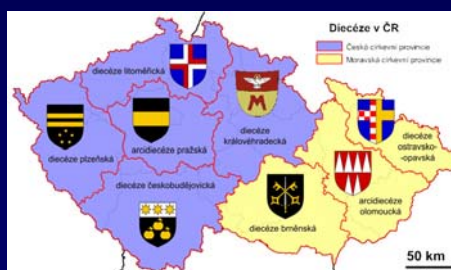 Diecéze v ČR
Česká církevní provincie
Moravská církevní provincie
diecéze litoměřická
diecéze
královéhradecká
diecéze plzeňská
arcidiecéze pražská
diecéze
ostravsko-
opavská
diecéze českobudějovická
arcidiecéze
olomoucká
diecéze brněnská
50 km